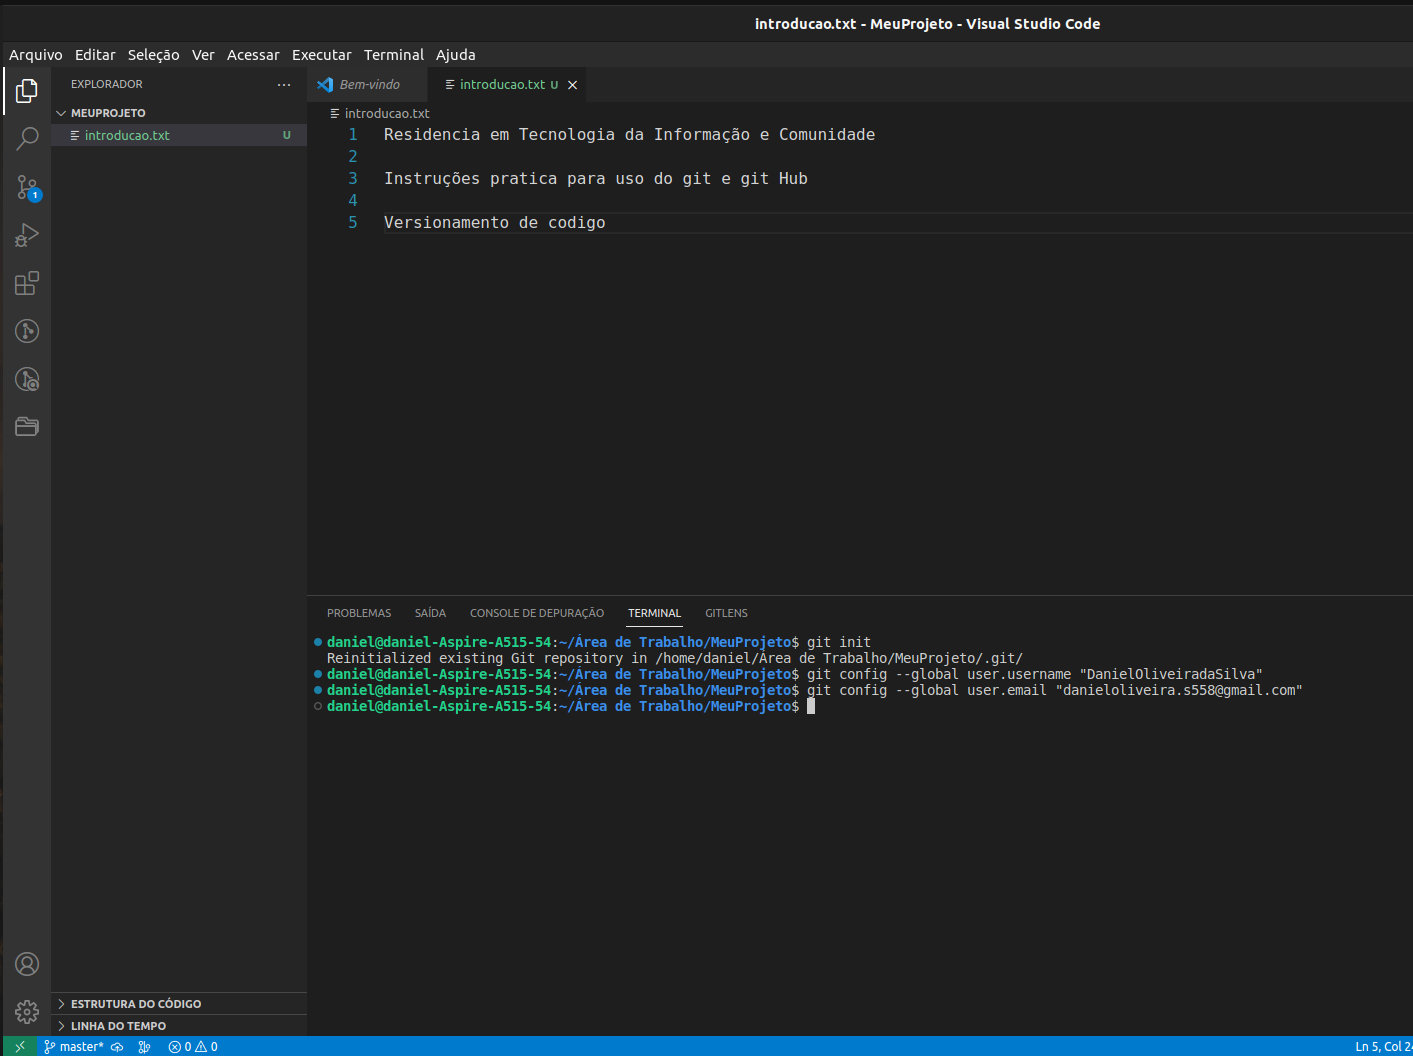 introducao.txt - MeuProjeto - Visual Studio Code
Arquivo Editar Seleção Ver Acessar Executar Terminal Ajuda
EXPLORADOR ...
Bem-vindo
introducao.txt U
MEUPROJETO
introducao.txt
introducao.txt U
1 Residencia em Tecnologia da Informação e Comunidade
2
3 Instruções pratica para uso do git e git Hub
4
5 Versionamento de codigo
1
PROBLEMAS SAÍDA CONSOLE DE DEPURAÇÃO TERMINAL GITLENS
daniel@daniel-Aspire-A515-54:~/Área de Trabalho/MeuProjeto$ git init
Reinitialized existing Git repository in /home/daniel/Área de Trabalho/MeuProjeto/.git/
daniel@daniel-Aspire-A515-54:~/Área de Trabalho/MeuProjeto$ git config --global user.username "DanielOliveiradaSilva"
daniel@daniel-Aspire-A515-54:~/Área de Trabalho/MeuProjeto$ git config --global user.email "danieloliveira.s558@gmail.com"
daniel@daniel-Aspire-A515-54:~/Área de Trabalho/MeuProjeto$
ESTRUTURA DO CÓDIGO
LINHA DO TEMPO
master* 0 0 Ln 5, Col 24